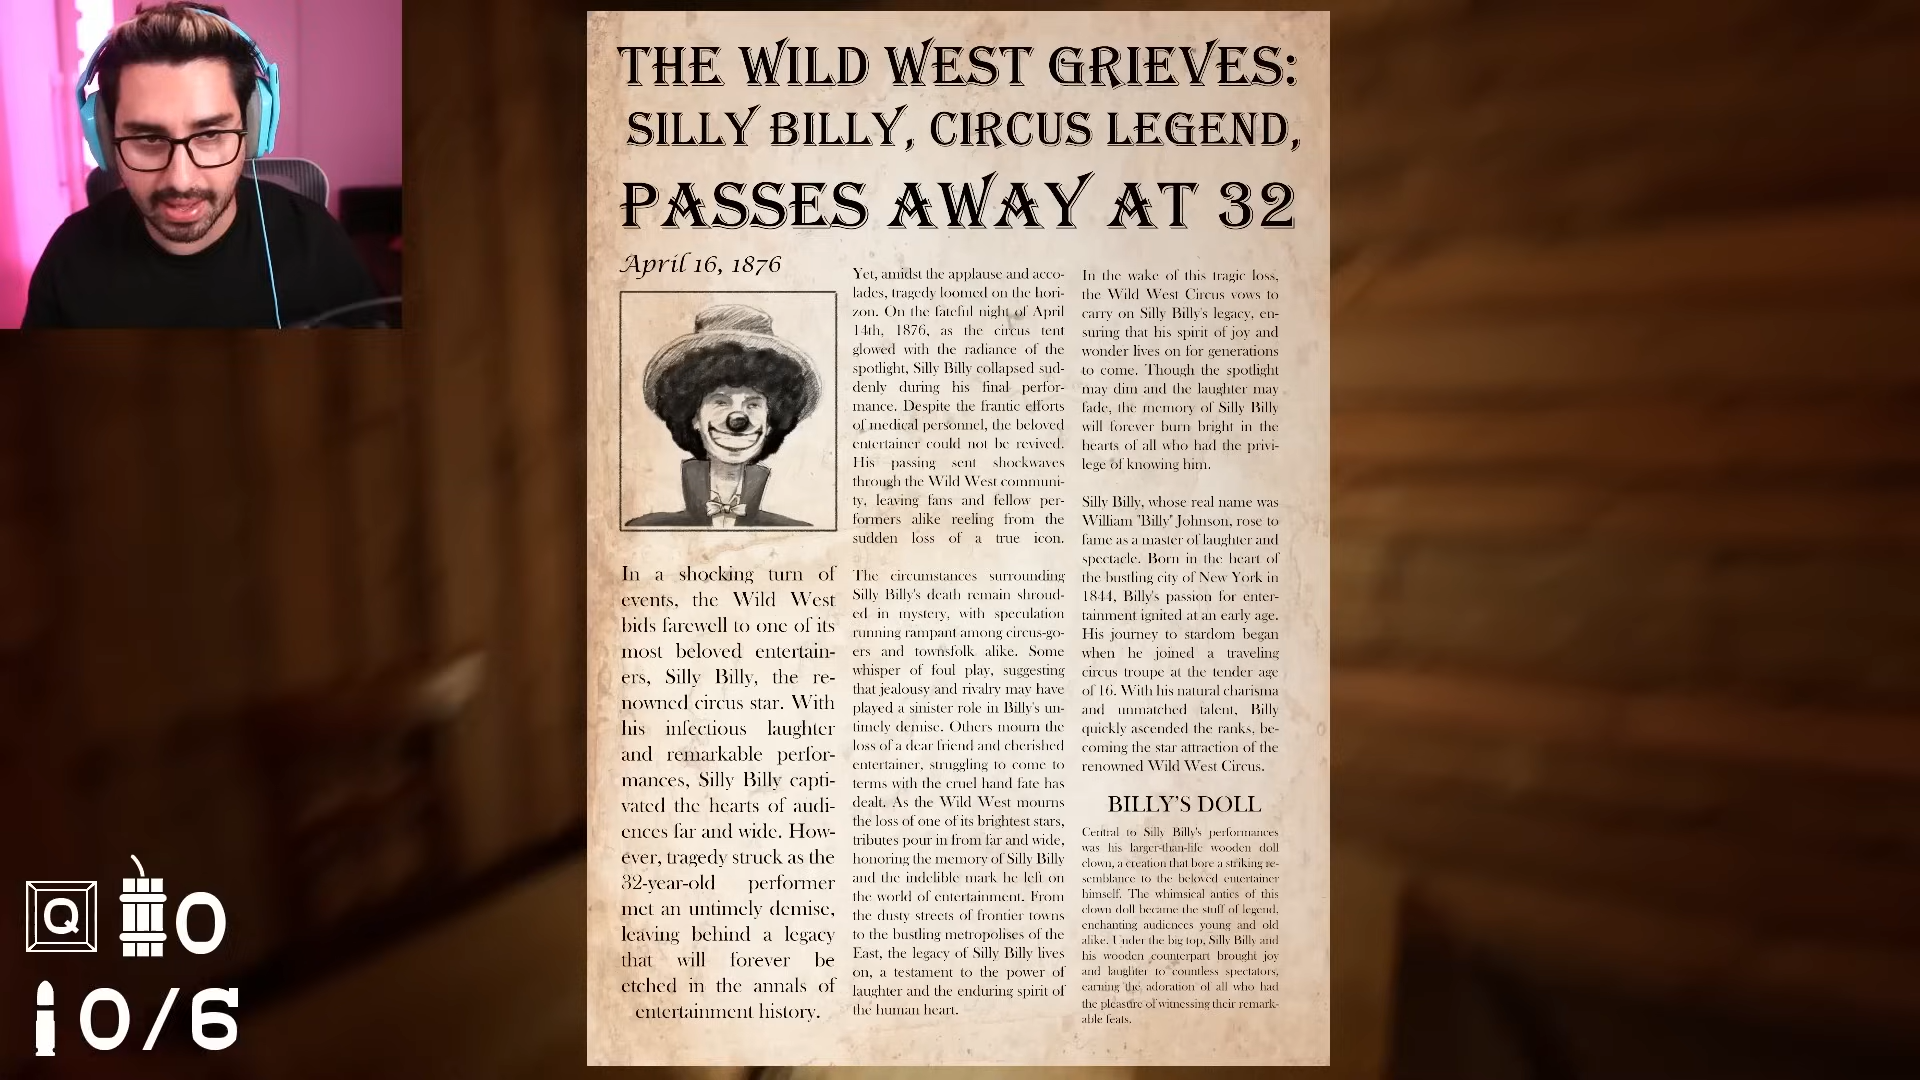 THE WILD WEST GRIEVES:
SILLY BILLY, CIRCUS LEGEND,
PASSES AWAY AT 32
April 16, 1876
In a shocking turn of
events, the Wild West
bids farewell to one of its
most beloved entertain-
ers, Silly Billy, the re-
nowned circus star. With
his infectious laughter
and remarkable perfor-
mances, Silly Billy capti-
vated the hearts of audi-
ences far and wide. How-
ever, tragedy struck as the
32-year-old performer
met an untimely demise,
leaving behind a legacy
that will forever be
etched in the annals of
entertainment history.
Yet, amidst the applause and acco-
lades, tragedy loomed on the hori-
zon. On the fateful night of April
14th, 1876, as the circus tent
glowed with the radiance of the
spotlight, Silly Billy collapsed sud-
denly during his final perfor-
mance. Despite the frantic efforts
of medical personnel, the beloved
entertainer could not be revived.
His passing sent shockwaves
through the Wild West communi-
ty, leaving fans and fellow per-
formers alike reeling from the
sudden loss of a true icon.
The circumstances surrounding
Silly Billy's death remain shroud-
ed in mystery, with speculation
running rampant among circus-go-
ers and townsfolk alike. Some
whisper of foul play, suggesting
that jealousy and rivalry may have
played a sinister role in Billy's un-
timely demise. Others mourn the
loss of a dear friend and cherished
entertainer, struggling to come to
terms with the cruel hand fate has
dealt. As the Wild West mourns
the loss of one of its brightest stars,
tributes pour in from far and wide,
honoring the memory of Silly Billy
and the indelible mark he left on
the world of entertainment. From
the dusty streets of frontier towns
to the bustling metropolises of the
East, the legacy of Silly Billy lives
on, a testament to the power of
laughter and the enduring spirit of
the human heart.
In the wake of this tragic loss,
the Wild West Circus vows to
carry on Silly Billy's legacy, en-
suring that his spirit of joy and
wonder lives on for generations
to come. Though the spotlight
may dim and the laughter may
fade, the memory of Silly Billy
will forever burn bright in the
hearts of all who had the privi-
lege of knowing him.
Silly Billy, whose real name was
William "Billy" Johnson, rose to
fame as a master of laughter and
spectacle. Born in the heart of
the bustling city of New York in
1844, Billy's passion for enter-
tainment ignited at an early age.
His journey to stardom began
when he joined a traveling
circus troupe at the tender age
of 16. With his natural charisma
and unmatched talent, Billy
quickly ascended the ranks, be-
coming the star attraction of the
renowned Wild West Circus.
BILLY'S DOLL
Central to Silly Billy's performances
was his larger-than-life wooden doll
clown, a creation that bore a striking re-
semblance to the beloved entertainer
himself. The whimsical antics of this
clown doll became the stuff of legend,
enchanting audiences young and old
alike. Under the big top, Silly Billy and
his wooden counterpart brought joy
and laughter to countless spectators,
earning the adoration of all who had
the pleasure of witnessing their remark-
able feats.
Q 0
0/6